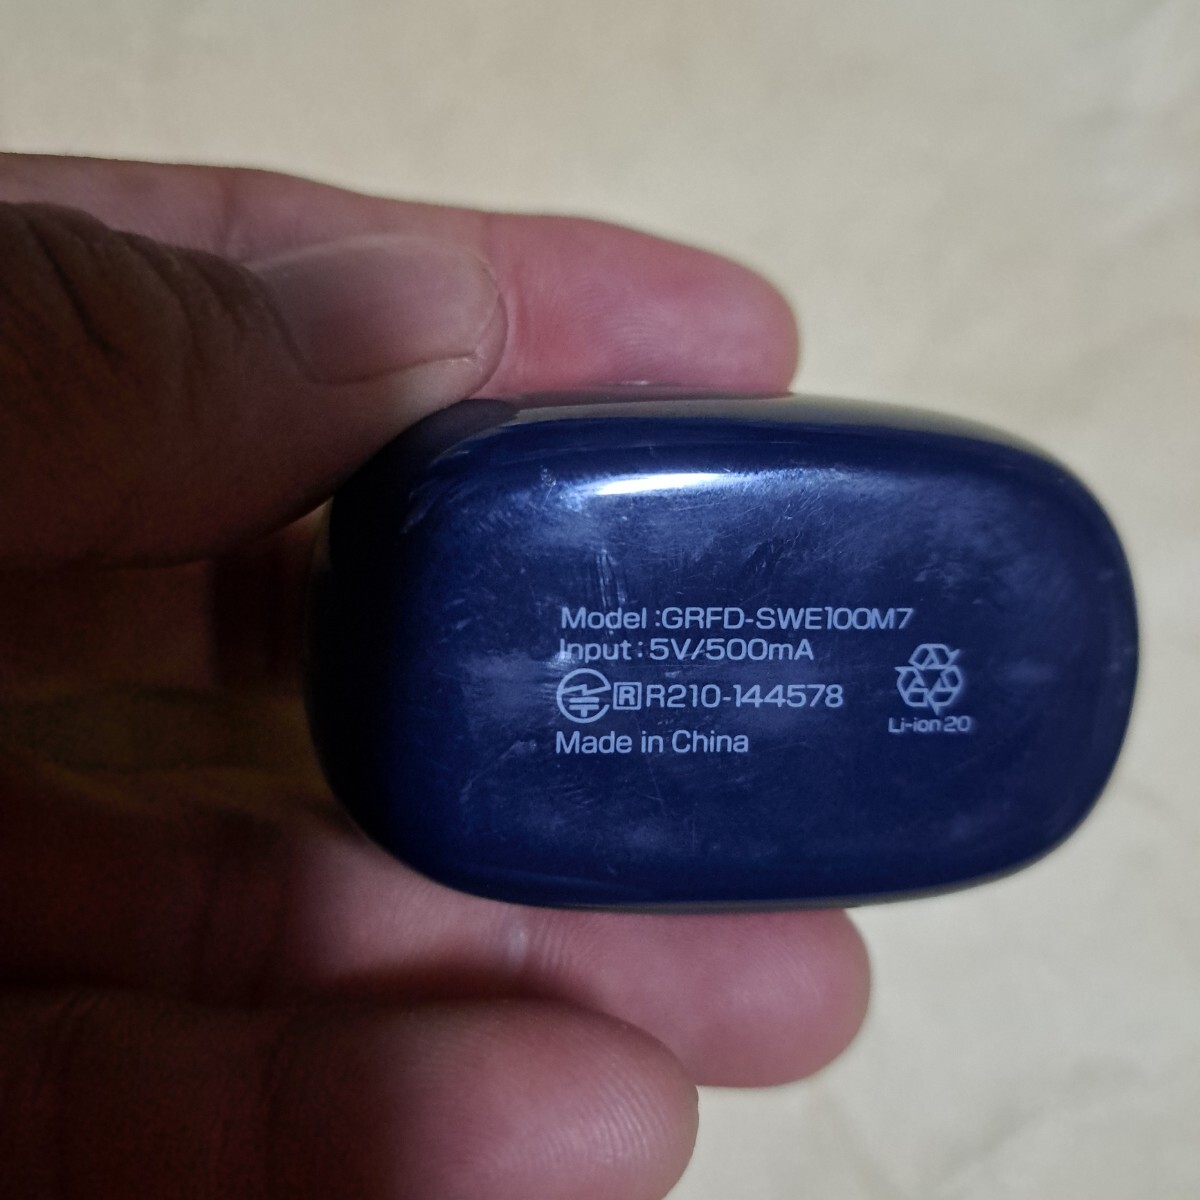 Model :GRFD-SWE100M7
Input : 5V/500mA
R R210-144578
Made in China
Li-ion 20